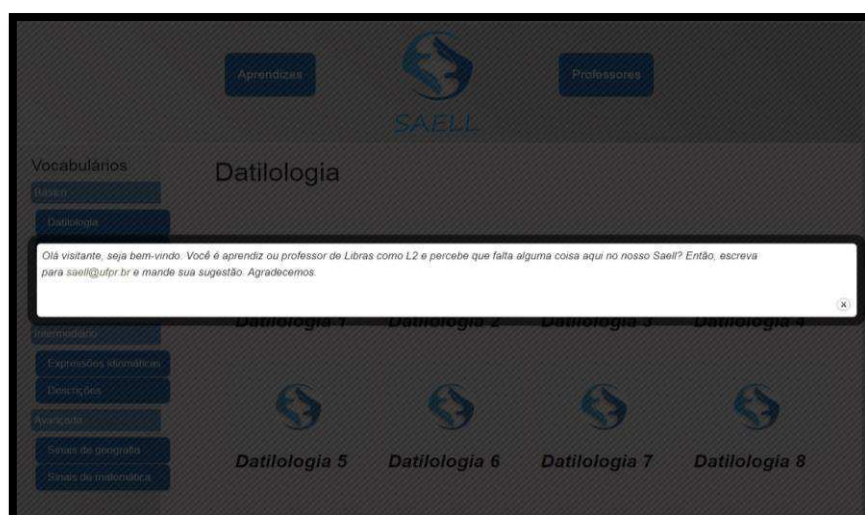 Aprendizes
Professores
SAELL
Vocabulários
Básico
Datilologia
Datilologia
Olá visitante, seja bem-vindo. Você é aprendiz ou professor de Libras como L2 e percebe que falta alguma coisa aqui no nosso Saell? Então, escreva
para saell@ufpr.br e mande sua sugestão. Agradecemos.
x
Datilologia 1 Datilologia 2 Datilologia 3 Datilologia 4
Intermediário
Expressões idiomáticas
Descrições
Avançado
Sinais de geografia
Sinais de matemática
Datilologia 5 Datilologia 6 Datilologia 7 Datilologia 8